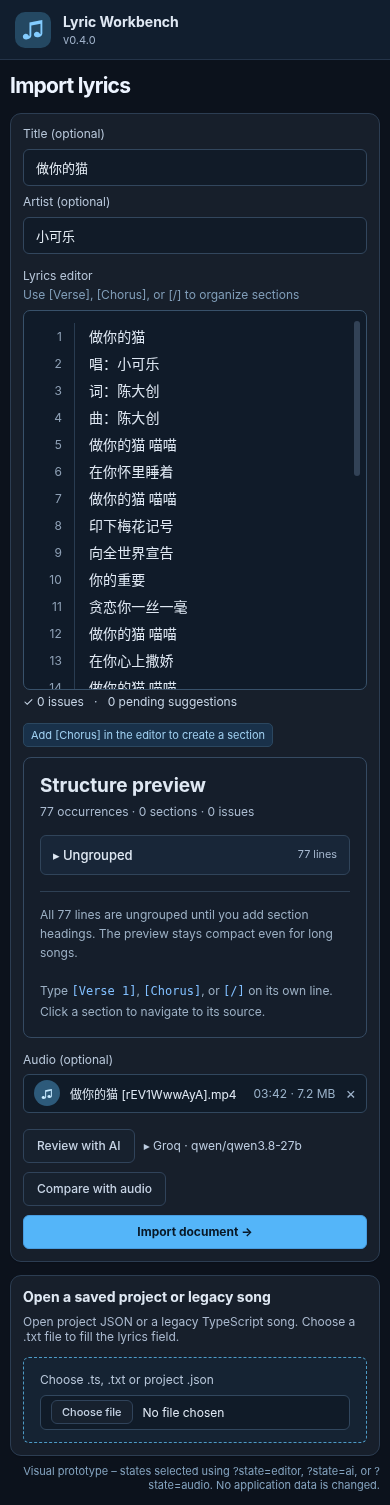 Lyric Workbench
v0.4.0
Import lyrics
Title (optional)
做你的猫
Artist (optional)
小可乐
Lyrics editor
Use [Verse], [Chorus], or [/] to organize sections
1 做你的猫
2 唱：小可乐
3 词：陈大创
4 曲：陈大创
5 做你的猫 喵喵
6 在你怀里睡着
7 做你的猫 喵喵
8 印下梅花记号
9 向全世界宣告
10 你的重要
11 贪恋你一丝一毫
12 做你的猫 喵喵
13 在你心上撒娇
14 做你的猫 喵喵
✓ 0 issues · 0 pending suggestions
Add [Chorus] in the editor to create a section
Structure preview
77 occurrences · 0 sections · 0 issues
▸ Ungrouped 77 lines
All 77 lines are ungrouped until you add section
headings. The preview stays compact even for long
songs.
Type [Verse 1], [Chorus], or [/] on its own line.
Click a section to navigate to its source.
Audio (optional)
做你的猫 [rEV1WwwAyA].mp4 03:42 · 7.2 MB ×
Review with AI ▸ Groq · qwen/qwen3.8-27b
Compare with audio
Import document →
Open a saved project or legacy song
Open project JSON or a legacy TypeScript song. Choose a
.txt file to fill the lyrics field.
Choose .ts, .txt or project .json
Choose file No file chosen
Visual prototype – states selected using ?state=editor, ?state=ai, or ?
state=audio. No application data is changed.